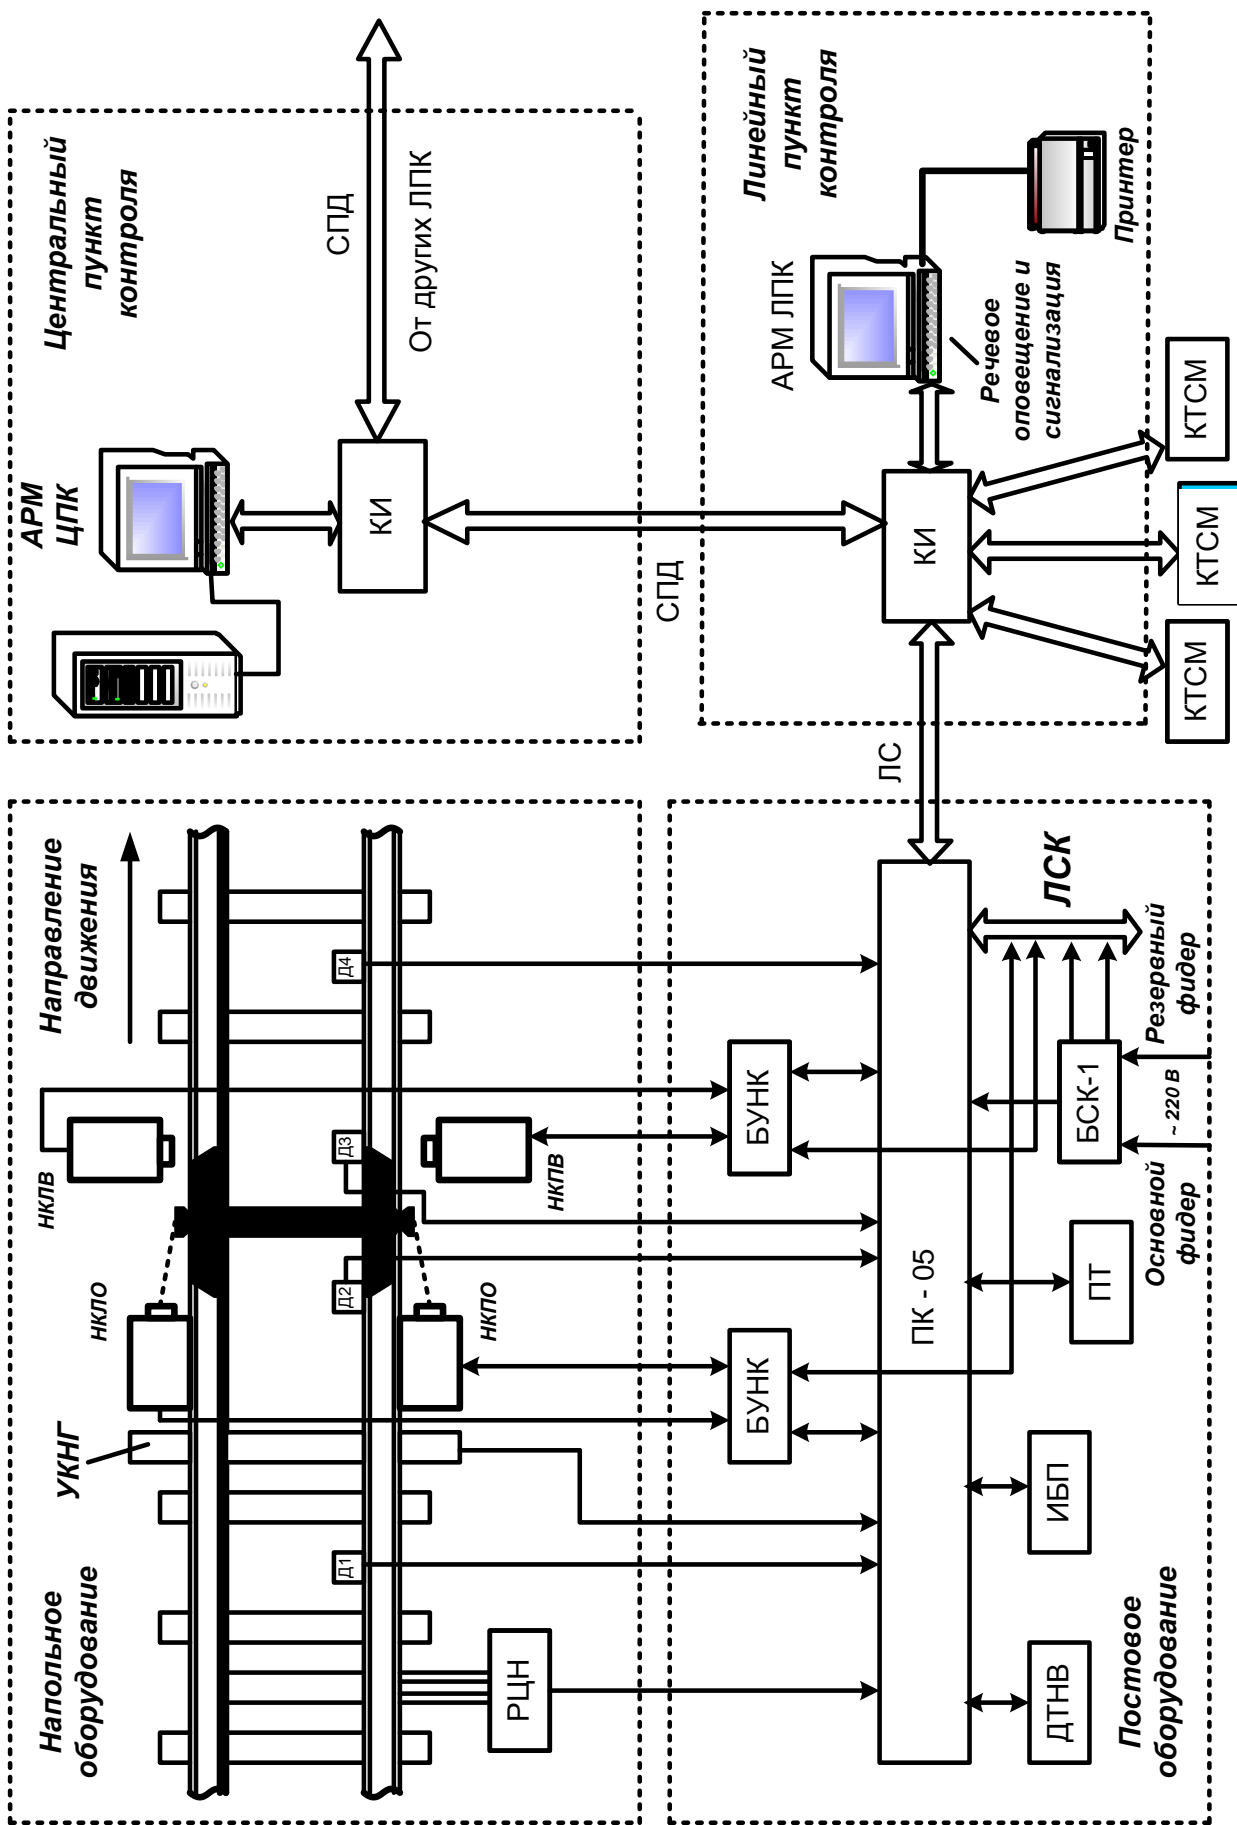 Напольное
оборудование
УКНГ
НКЛО
НКЛВ
Направление
движения
Д1
Д2
Д3
Д4
РЦН
НКПО
НКПВ
Центральный
пункт
контроля
АРМ
ЦПК
КИ
СПД
От других ЛПК
СПД
Постовое
оборудование
БУНК
БУНК
ПК - 05
ДТНВ
ИБП
ПТ
БСК-1
ЛСК
Основной
фидер
~ 220 В
Резервный
фидер
ЛС
Линейный
пункт
контроля
АРМ ЛПК
КИ
Речевое
оповещение и
сигнализация
Принтер
КТСМ
КТСМ
КТСМ